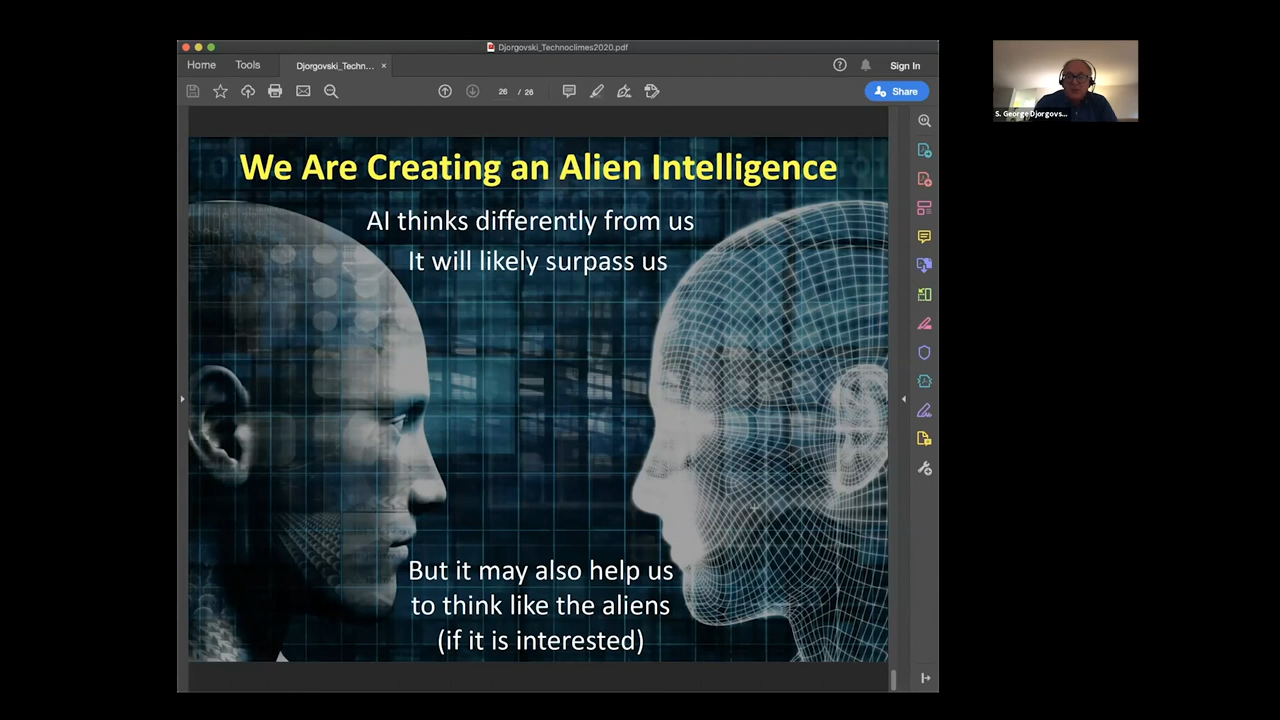 Djorgovski_Technoclimes2020.pdf
Home Tools Djorgovski_Techn... × Sign In
26 / 26 Share
S. George Djorgovs...
We Are Creating an Alien Intelligence
AI thinks differently from us
It will likely surpass us
But it may also help us
to think like the aliens
(if it is interested)